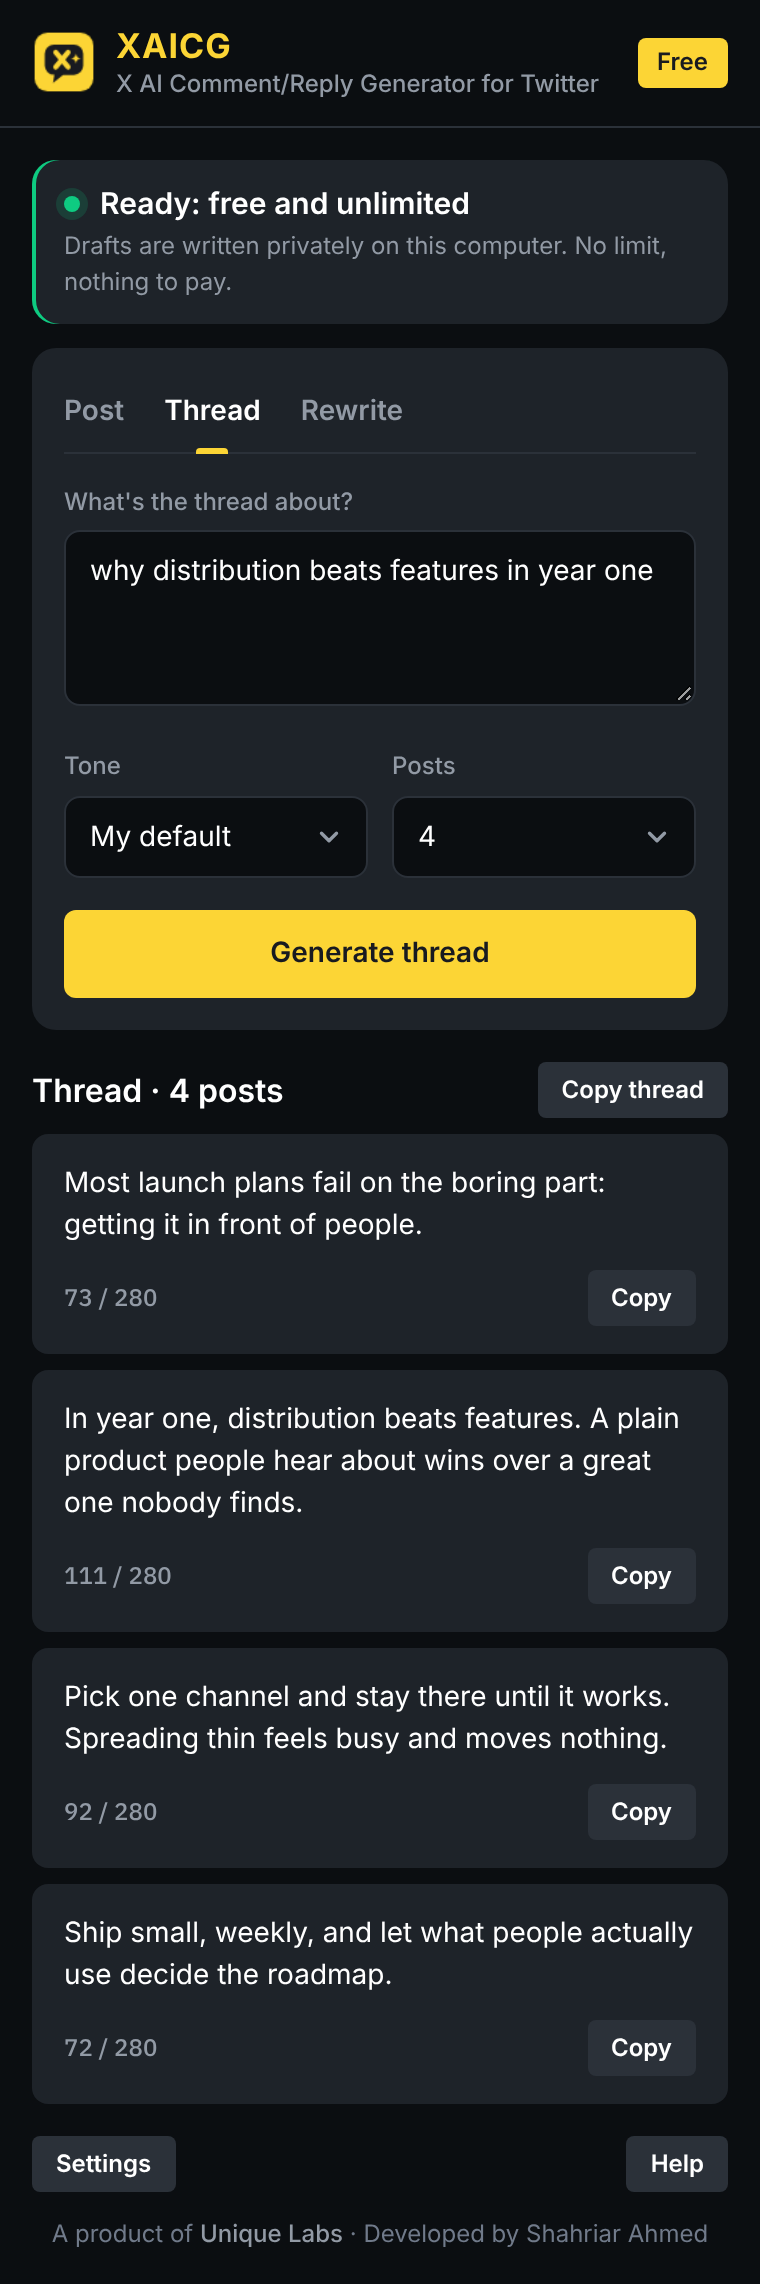 XAICG
X AI Comment/Reply Generator for Twitter
Free
Ready: free and unlimited
Drafts are written privately on this computer. No limit,
nothing to pay.
Post Thread Rewrite
What's the thread about?
why distribution beats features in year one
Tone Posts
My default 4
Generate thread
Thread · 4 posts Copy thread
Most launch plans fail on the boring part:
getting it in front of people.
73 / 280 Copy
In year one, distribution beats features. A plain
product people hear about wins over a great
one nobody finds.
111 / 280 Copy
Pick one channel and stay there until it works.
Spreading thin feels busy and moves nothing.
92 / 280 Copy
Ship small, weekly, and let what people actually
use decide the roadmap.
72 / 280 Copy
Settings Help
A product of Unique Labs · Developed by Shahriar Ahmed